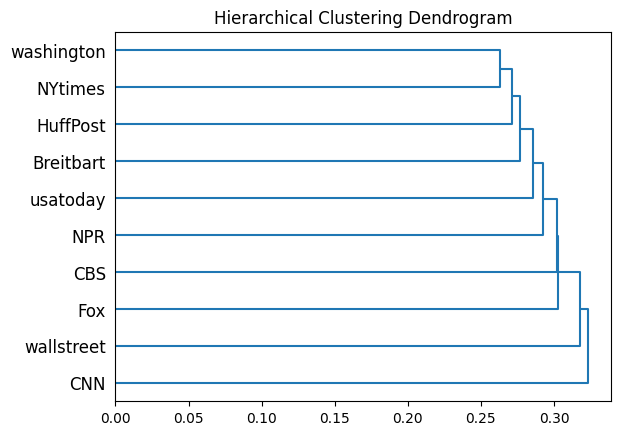 Hierarchical Clustering Dendrogram
washington
NYtimes
HuffPost
Breitbart
usatoday
NPR
CBS
Fox
wallstreet
CNN
0.00 0.05 0.10 0.15 0.20 0.25 0.30